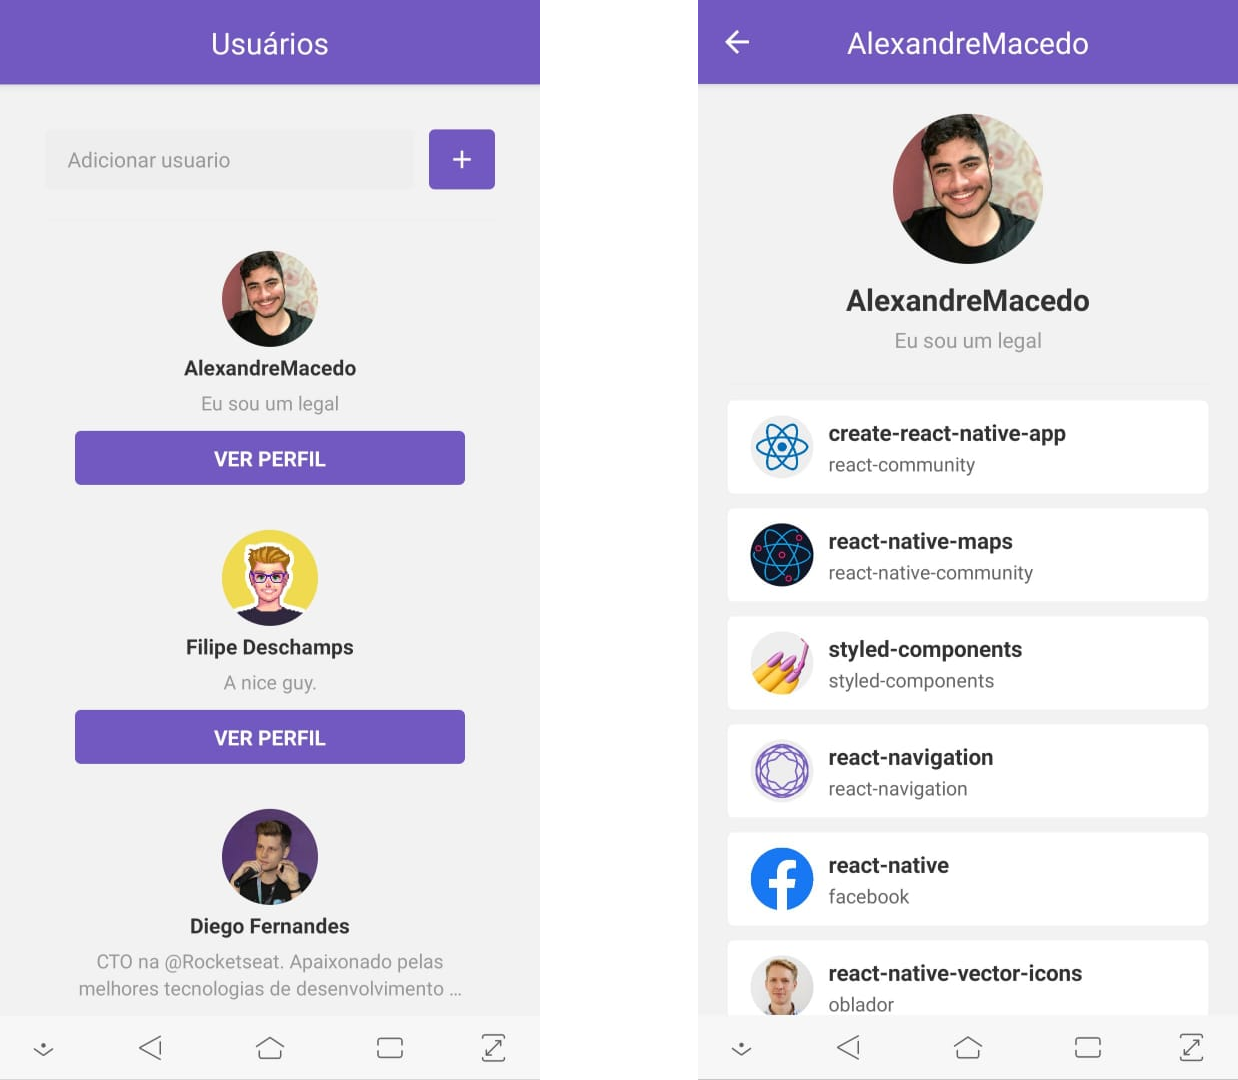 Usuários
Adicionar usuario
+
AlexandreMacedo
Eu sou um legal
VER PERFIL
Filipe Deschamps
A nice guy.
VER PERFIL
Diego Fernandes
CTO na @Rocketseat. Apaixonado pelas
melhores tecnologias de desenvolvimento ...
AlexandreMacedo
AlexandreMacedo
Eu sou um legal
create-react-native-app
react-community
react-native-maps
react-native-community
styled-components
styled-components
react-navigation
react-navigation
react-native
facebook
react-native-vector-icons
oblador